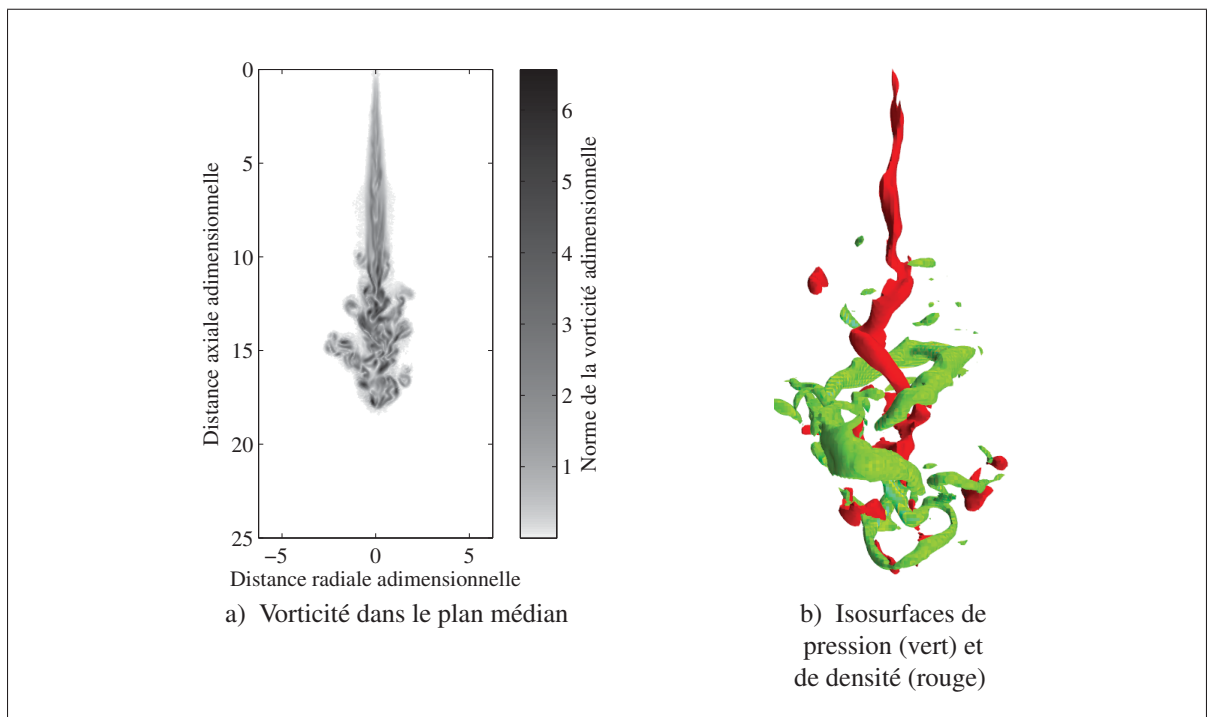 0
5
10
15
20
25
−5
0
5
Distance axiale adimensionnelle
Distance radiale adimensionnelle
6
5
4
3
2
1
Norme de la vorticité adimensionnelle
a) Vorticité dans le plan médian
b) Isosurfaces de
pression (vert) et
de densité (rouge)